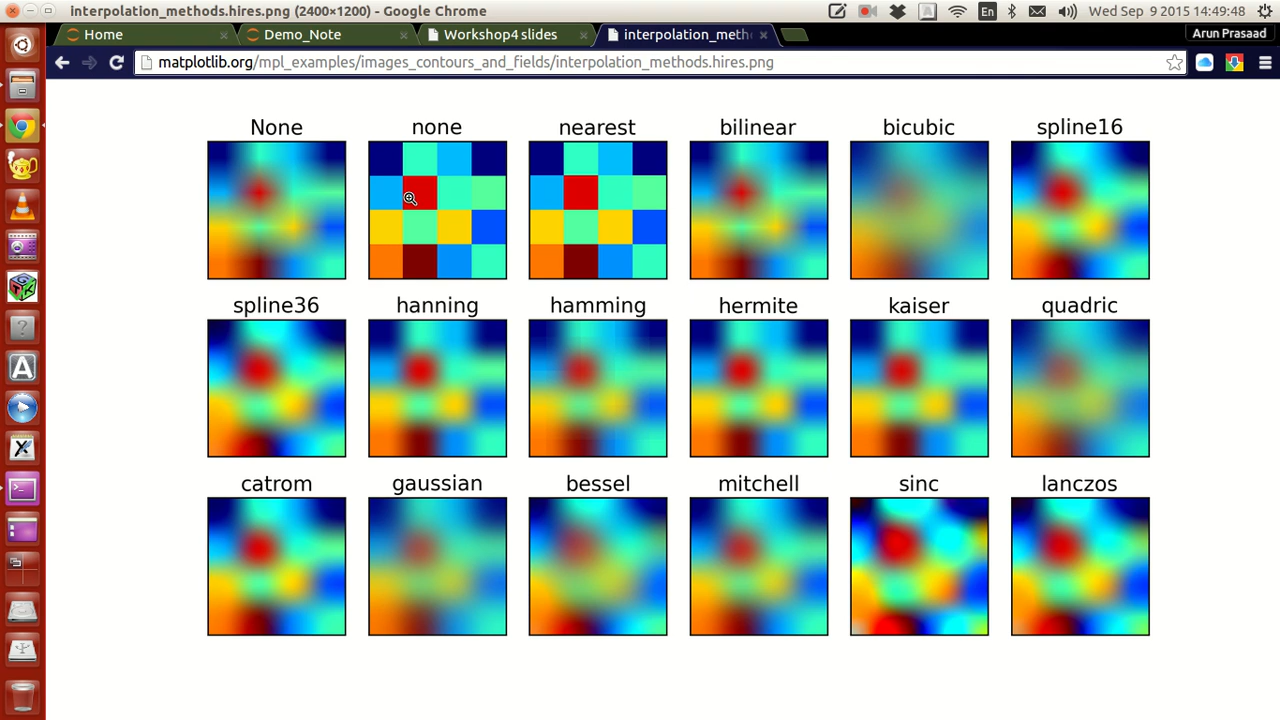 interpolation_methods.hires.png (2400×1200) - Google Chrome
En
Wed Sep 9 2015 14:49:48
Home
Demo_Note
Workshop4 slides
interpolation_meth
Arun Prasaad
matplotlib.org/mpl_examples/images_contours_and_fields/interpolation_methods.hires.png
None none nearest bilinear bicubic spline16
spline36 hanning hamming hermite kaiser quadric
catrom gaussian bessel mitchell sinc lanczos